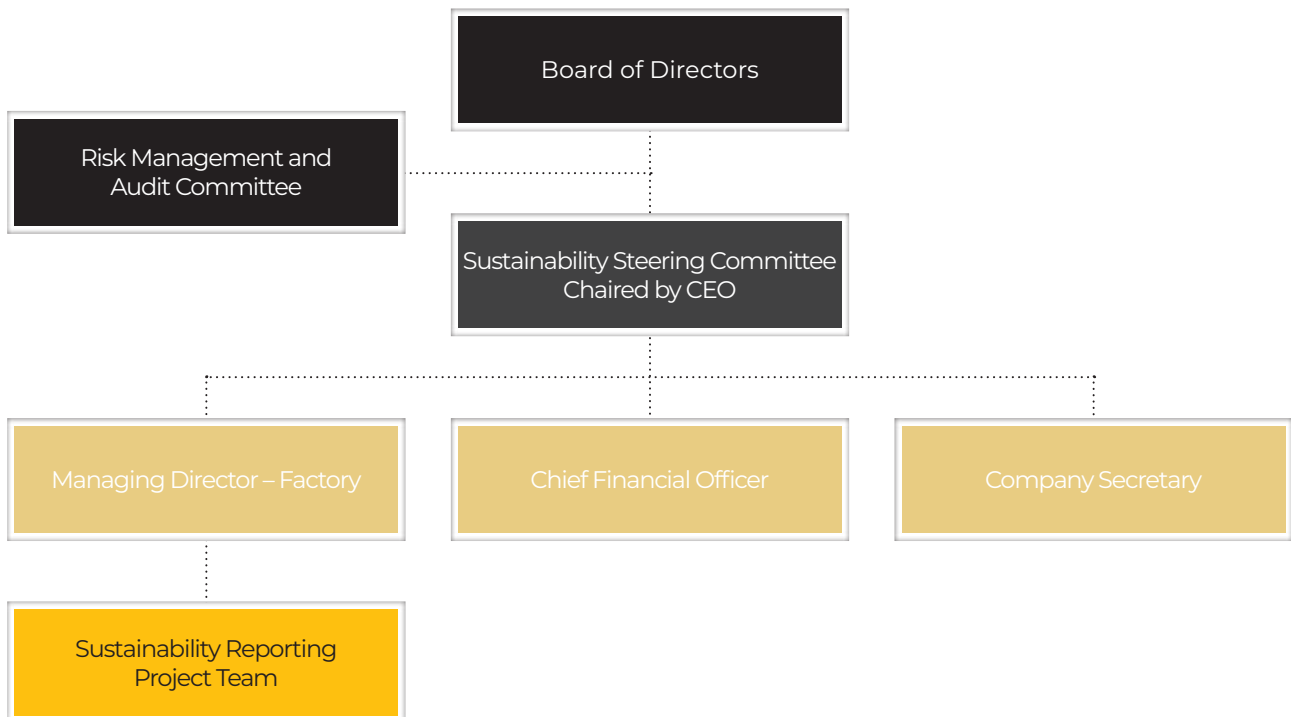 Board of Directors
Risk Management and
Audit Committee
Sustainability Steering Committee
Chaired by CEO
Managing Director – Factory
Chief Financial Officer
Company Secretary
Sustainability Reporting
Project Team